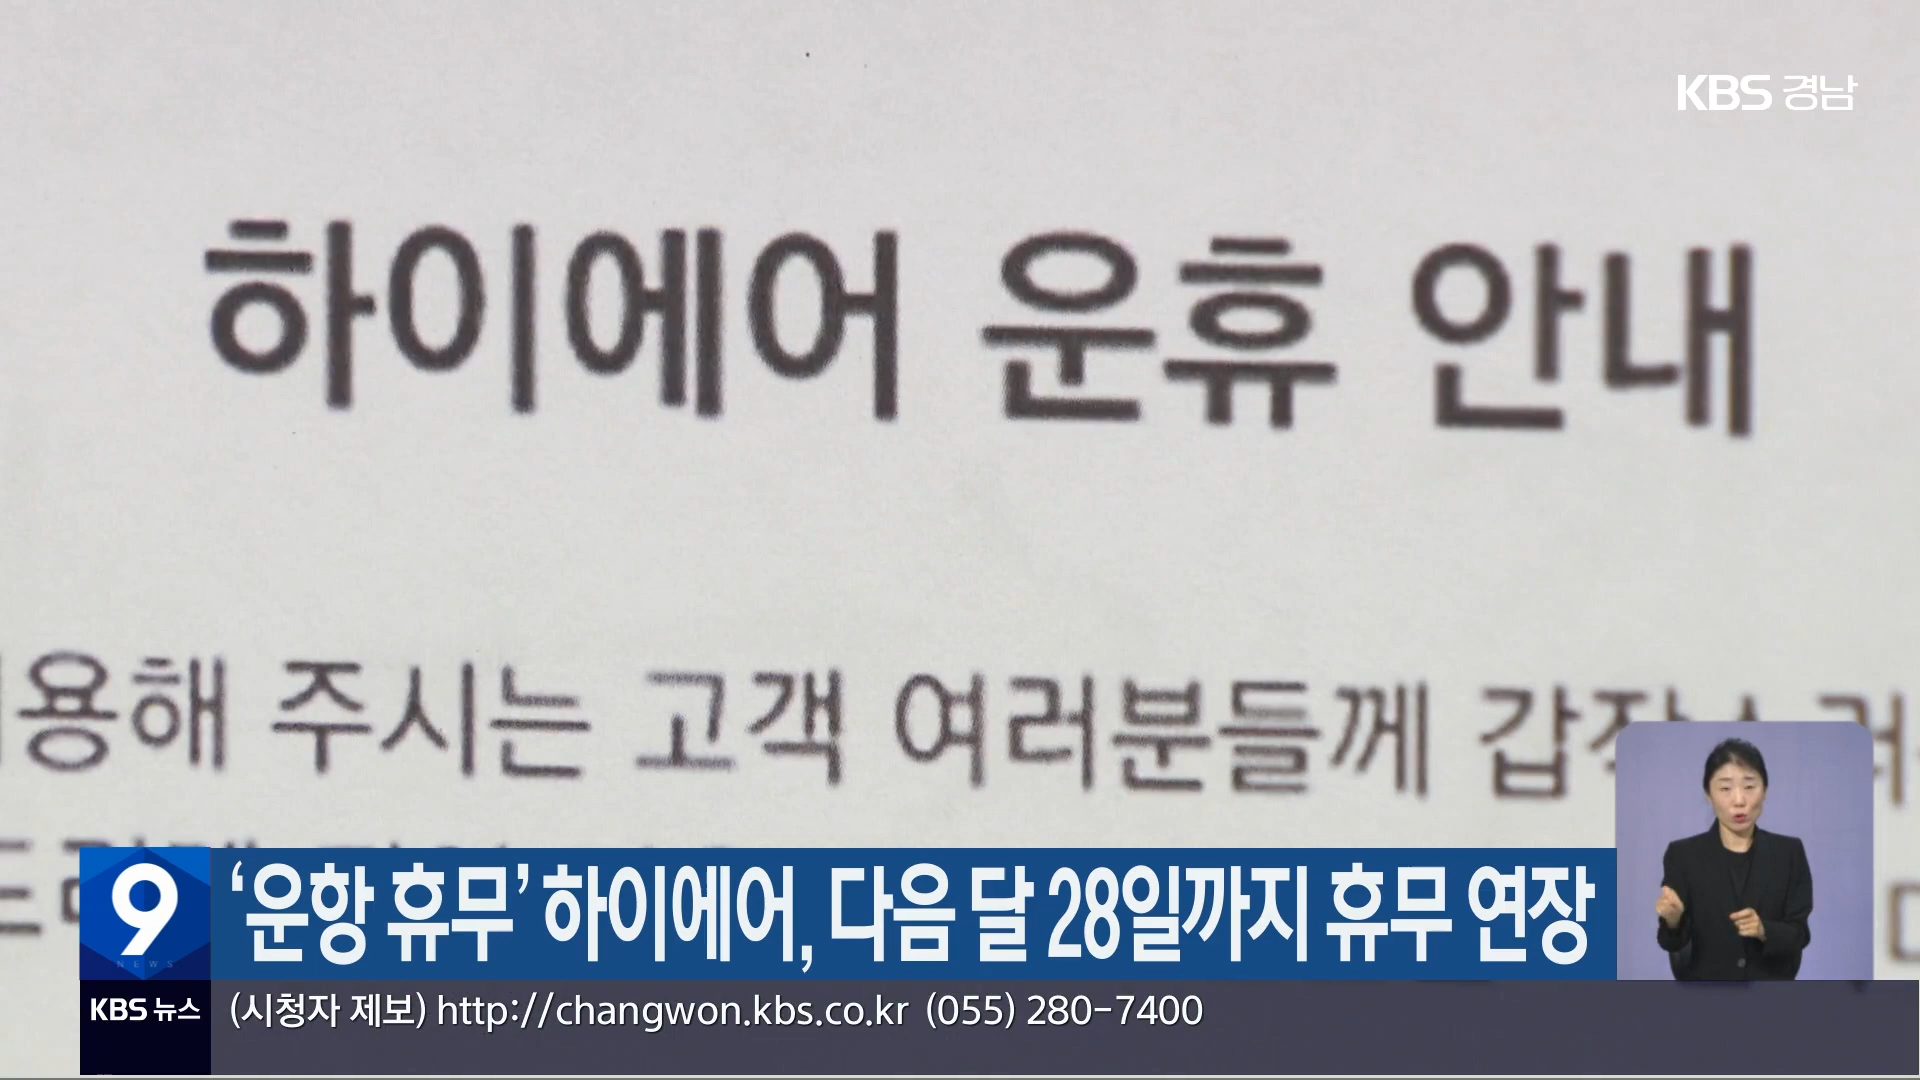 KBS 경남
하이에어 운휴 안내
용해 주시는 고객 여러분들께
9
NEWS
‘운항 휴무’ 하이에어, 다음 달 28일까지 휴무 연장
KBS 뉴스
(시청자 제보) http://changwon.kbs.co.kr (055) 280-7400